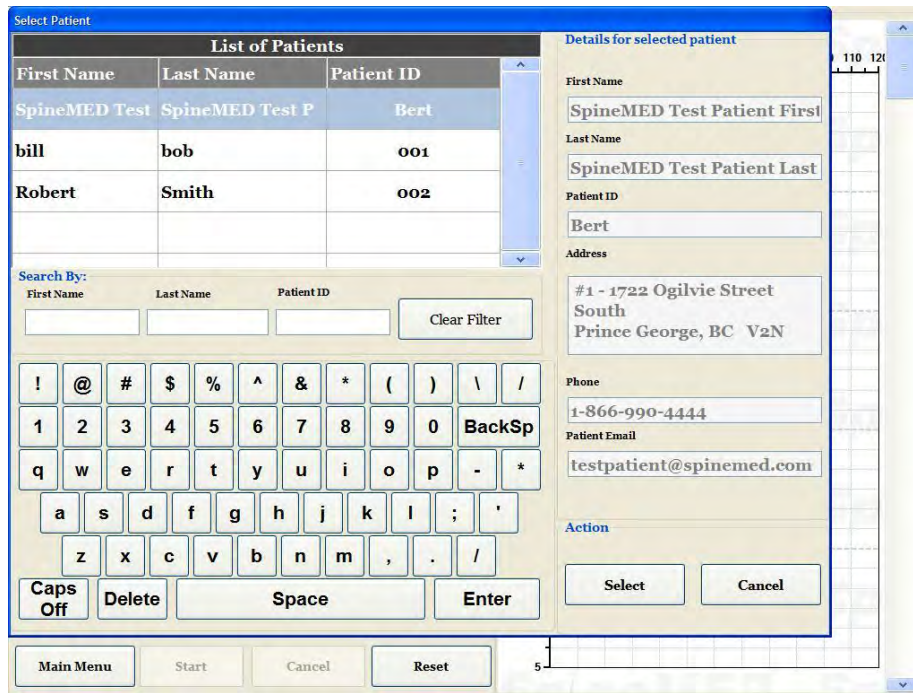 Select Patient
List of Patients
First Name Last Name Patient ID
SpineMED Test SpineMED Test P Bert
bill bob 001
Robert Smith 002
Search By:
First Name Last Name Patient ID
Clear Filter
! @ # $ % ^ & * ( ) \ /
1 2 3 4 5 6 7 8 9 0 BackSp
q w e r t y u i o p - *
a s d f g h j k l ; '
z x c v b n m , . /
Caps Off Delete Space Enter
Details for selected patient
First Name
SpineMED Test Patient First
Last Name
SpineMED Test Patient Last
Patient ID
Bert
Address
#1 - 1722 Ogilvie Street
South
Prince George, BC V2N
Phone
1-866-990-4444
Patient Email
testpatient@spinemed.com
Action
Select Cancel
110 120
Main Menu Start Cancel Reset
5